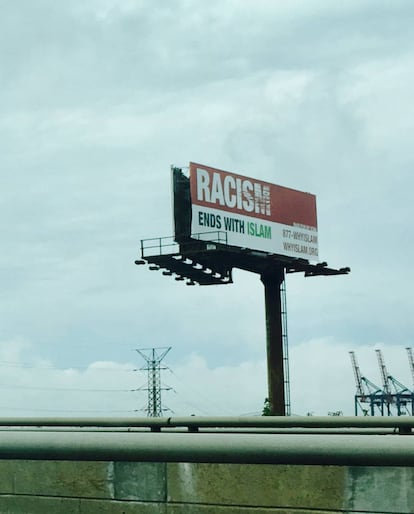 RACISM
ENDS WITH ISLAM
877-WHYISLAM
WHYISLAM.ORG